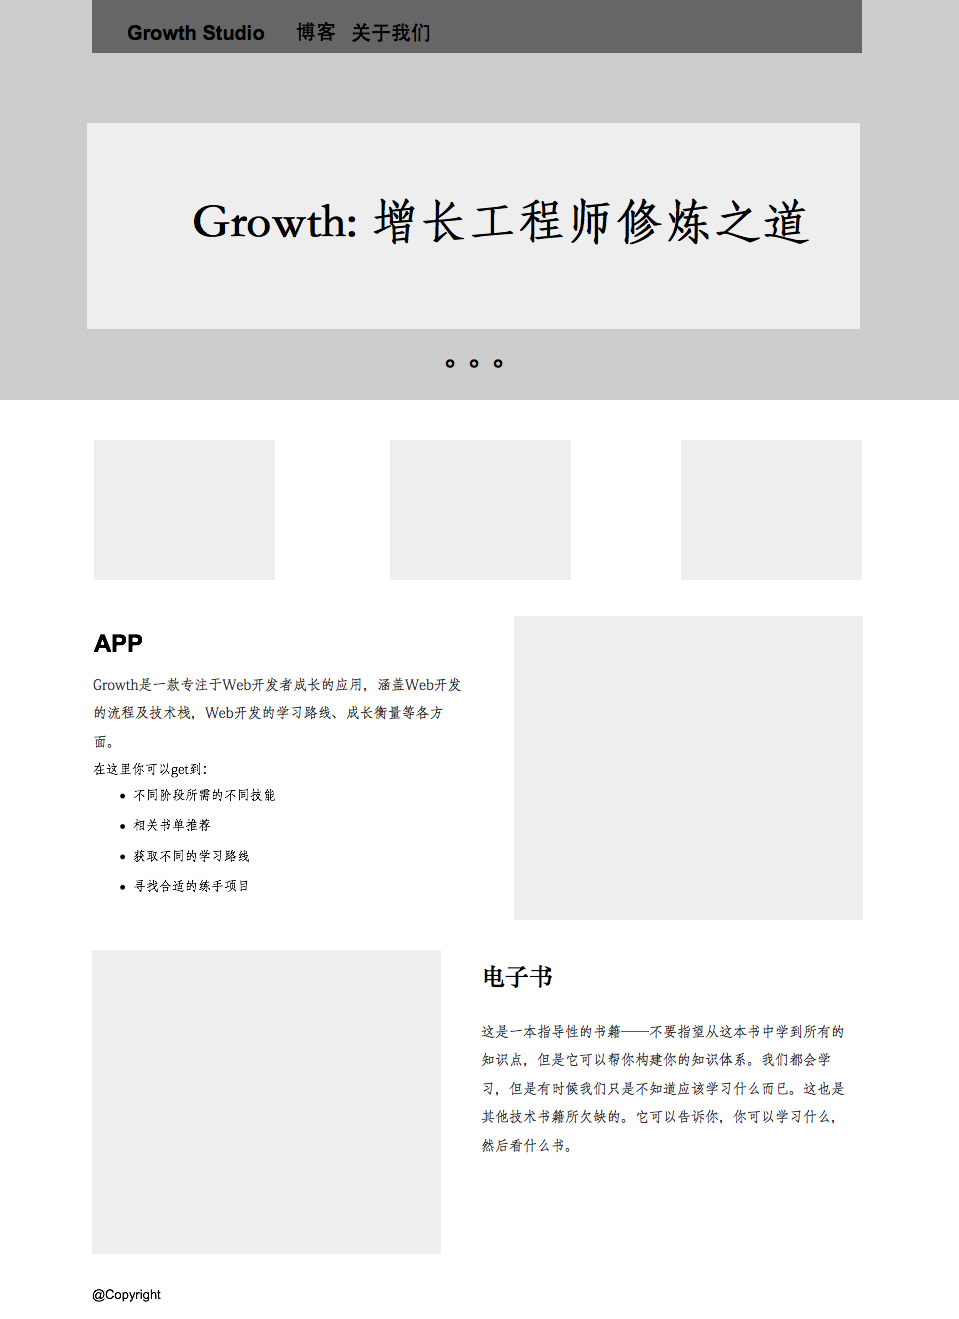 Growth Studio 博客 关于我们
Growth: 增长工程师修炼之道
APP
Growth是一款专注于Web开发者成长的应用，涵盖Web开发
的流程及技术栈，Web开发的学习路线、成长衡量等各方
面。
在这里你可以get到：
• 不同阶段所需的不同技能
• 相关书单推荐
• 获取不同的学习路线
• 寻找合适的练手项目
电子书
这是一本指导性的书籍——不要指望从这本书中学到所有的
知识点，但是它可以帮你构建你的知识体系。我们都会学
习，但是有时候我们只是不知道应该学习什么而已。这也是
其他技术书籍所欠缺的。它可以告诉你，你可以学习什么，
然后看什么书。
@Copyright